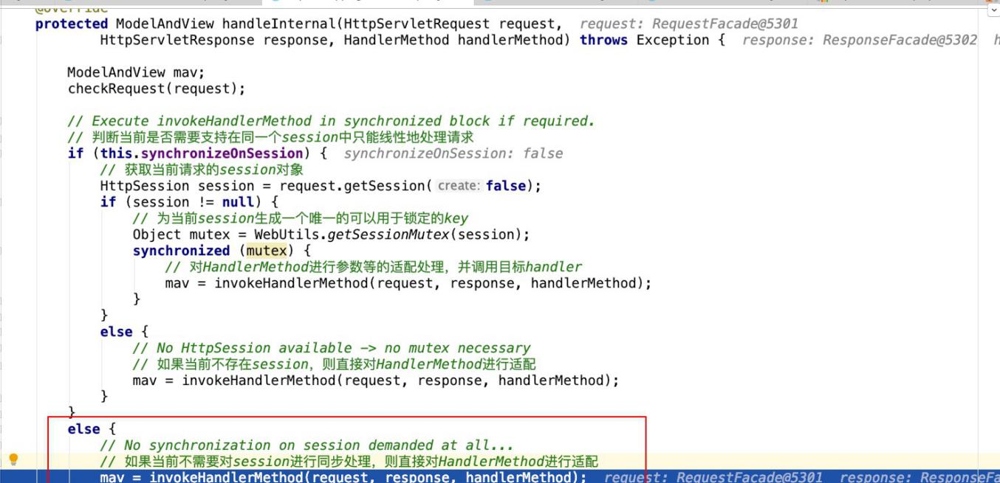 @Override
protected ModelAndView handleInternal(HttpServletRequest request,  request: RequestFacade@5301
        HttpServletResponse response, HandlerMethod handlerMethod) throws Exception {  response: ResponseFacade@5302  h
    ModelAndView mav;
    checkRequest(request);
    // Execute invokeHandlerMethod in synchronized block if required.
    // 判断当前是否需要支持在同一个session中只能线性地处理请求
    if (this.synchronizeOnSession) {  synchronizeOnSession: false
        // 获取当前请求的session对象
        HttpSession session = request.getSession( create: false);
        if (session != null) {
            // 为当前session生成一个唯一的可以用于锁定的key
            Object mutex = WebUtils.getSessionMutex(session);
            synchronized (mutex) {
                // 对HandlerMethod进行参数等的适配处理，并调用目标handler
                mav = invokeHandlerMethod(request, response, handlerMethod);
            }
        }
        else {
            // No HttpSession available -> no mutex necessary
            // 如果当前不存在session，则直接对HandlerMethod进行适配
            mav = invokeHandlerMethod(request, response, handlerMethod);
        }
    }
    else {
        // No synchronization on session demanded at all...
        // 如果当前不需要对session进行同步处理，则直接对HandlerMethod进行适配
        mav = invokeHandlerMethod(request, response, handlerMethod);  request: RequestFacade@5301  response: ResponseFa